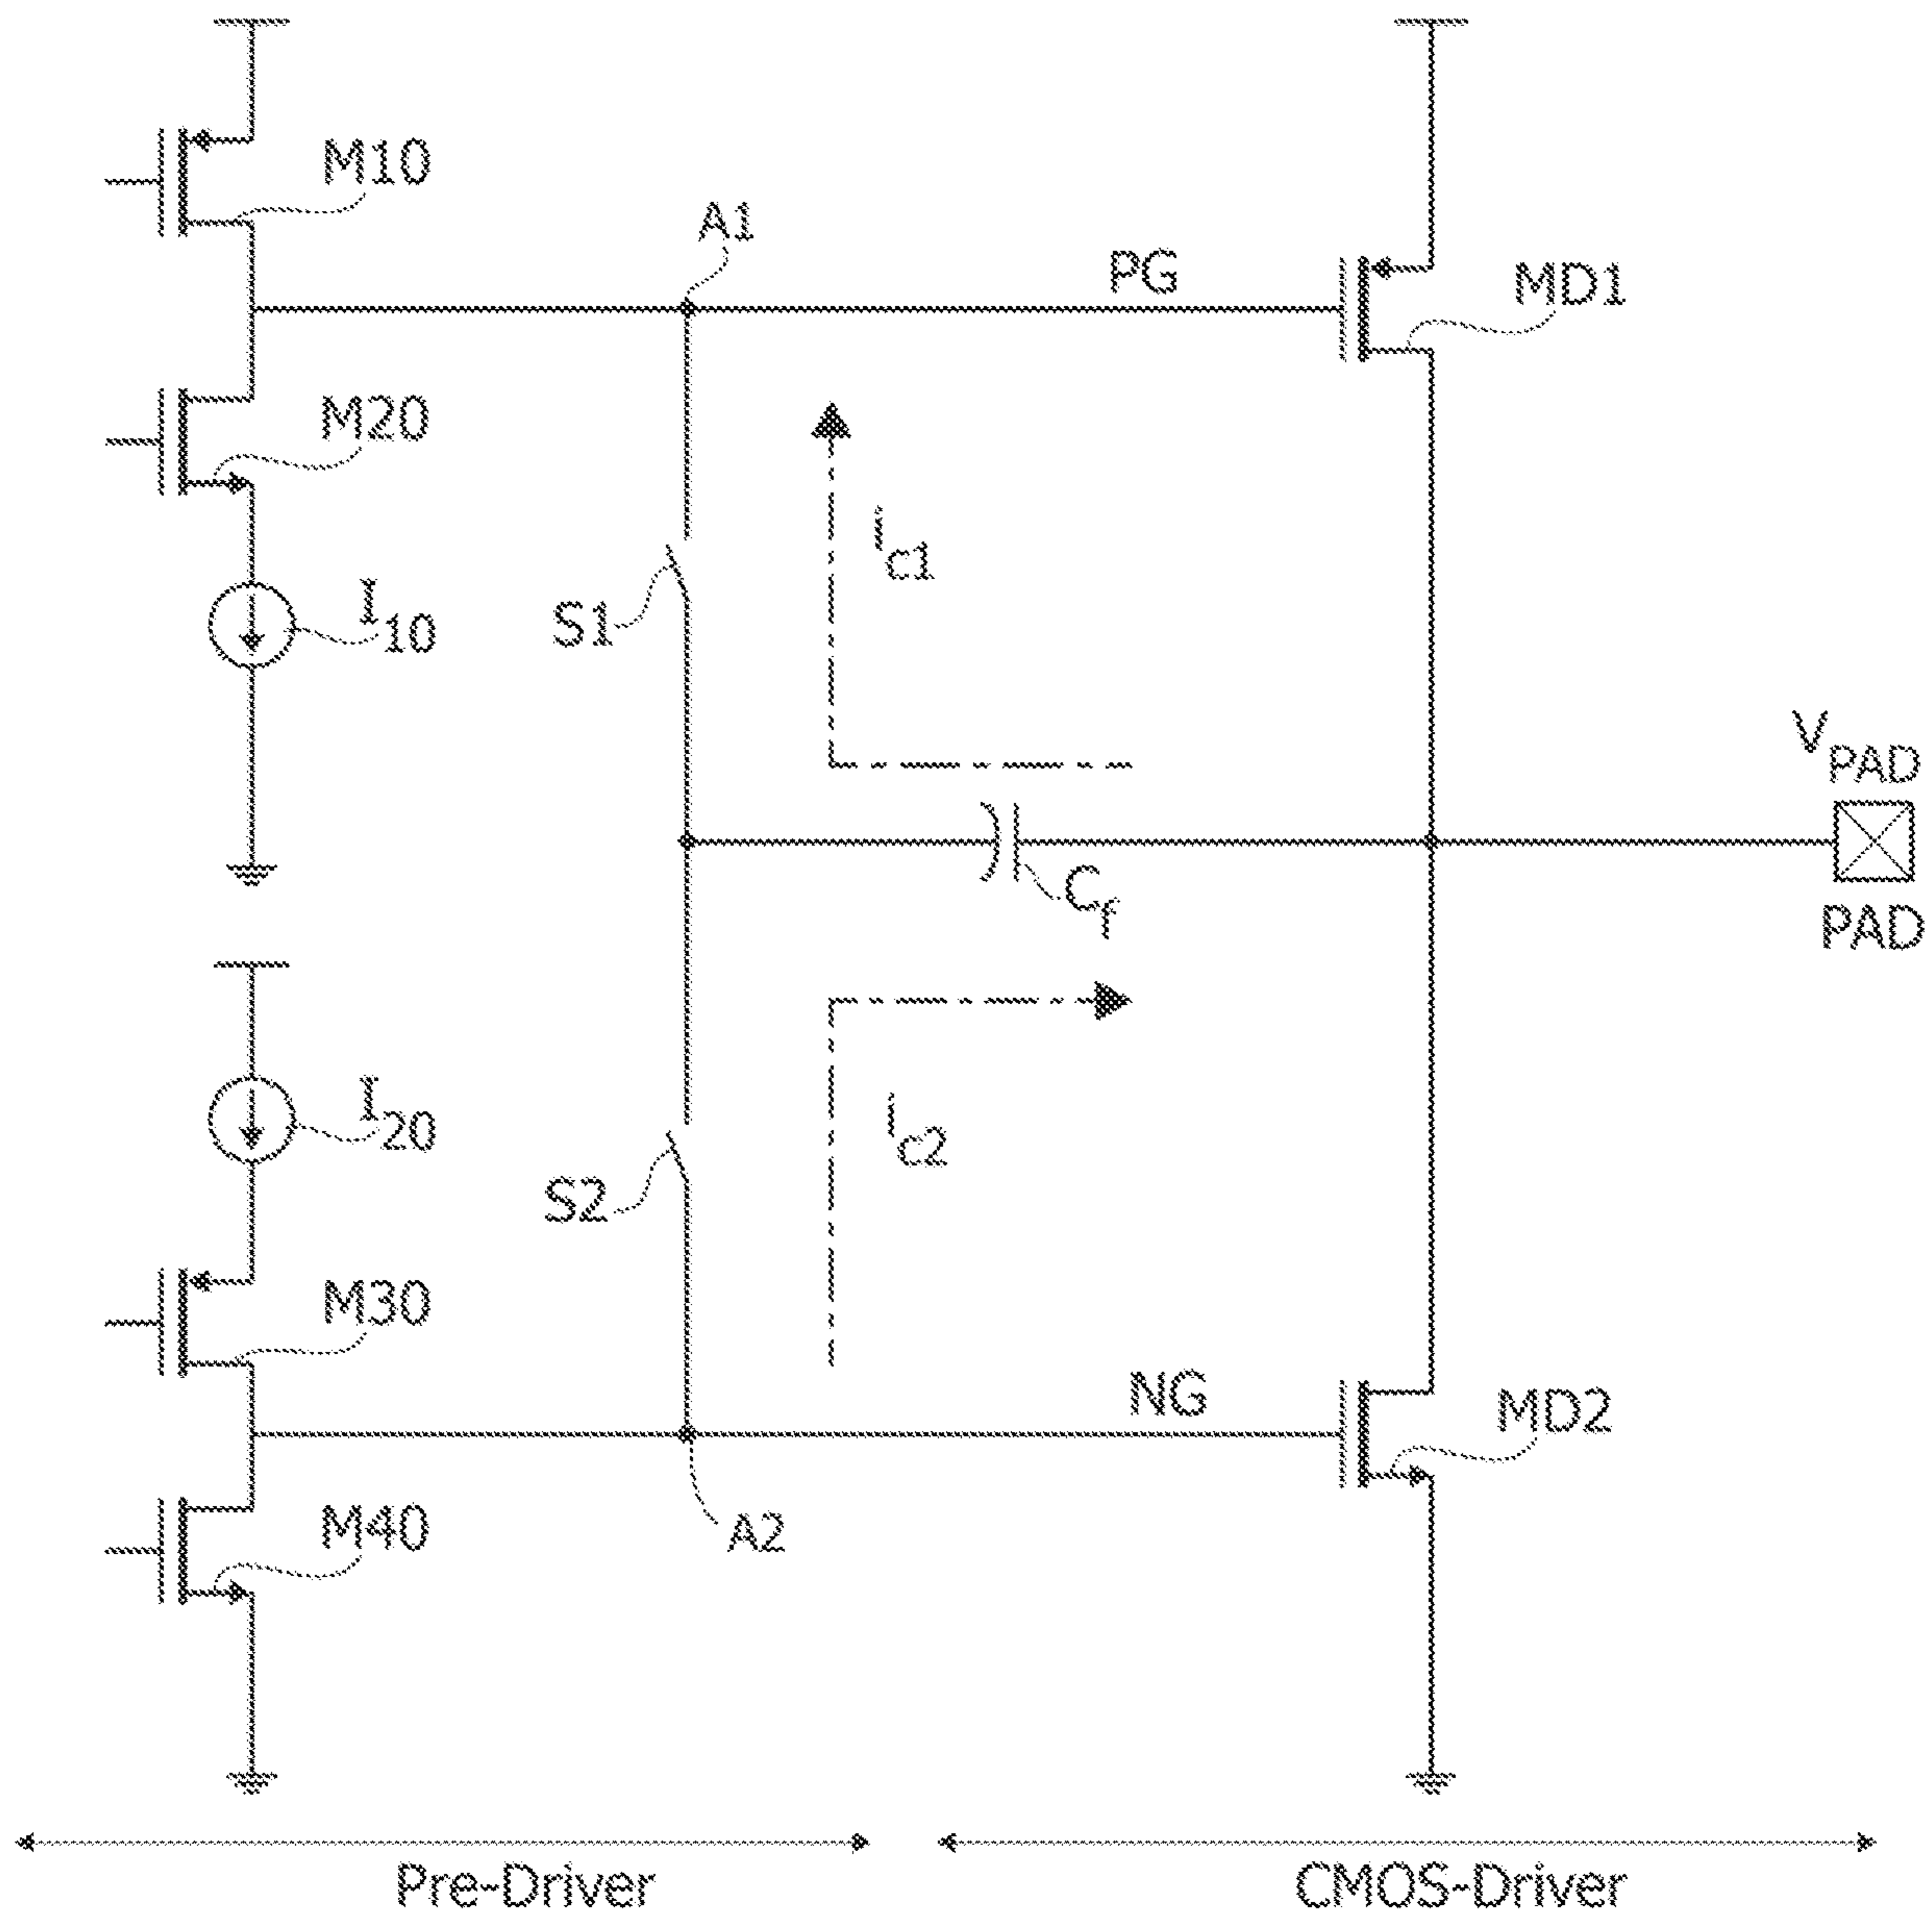 M10
A1
PG
MD1
M20
ic1
I10
S1
VPAD
Cf
PAD
I20
ic2
S2
M30
NG
MD2
M40
A2
Pre-Driver
CMOS-Driver